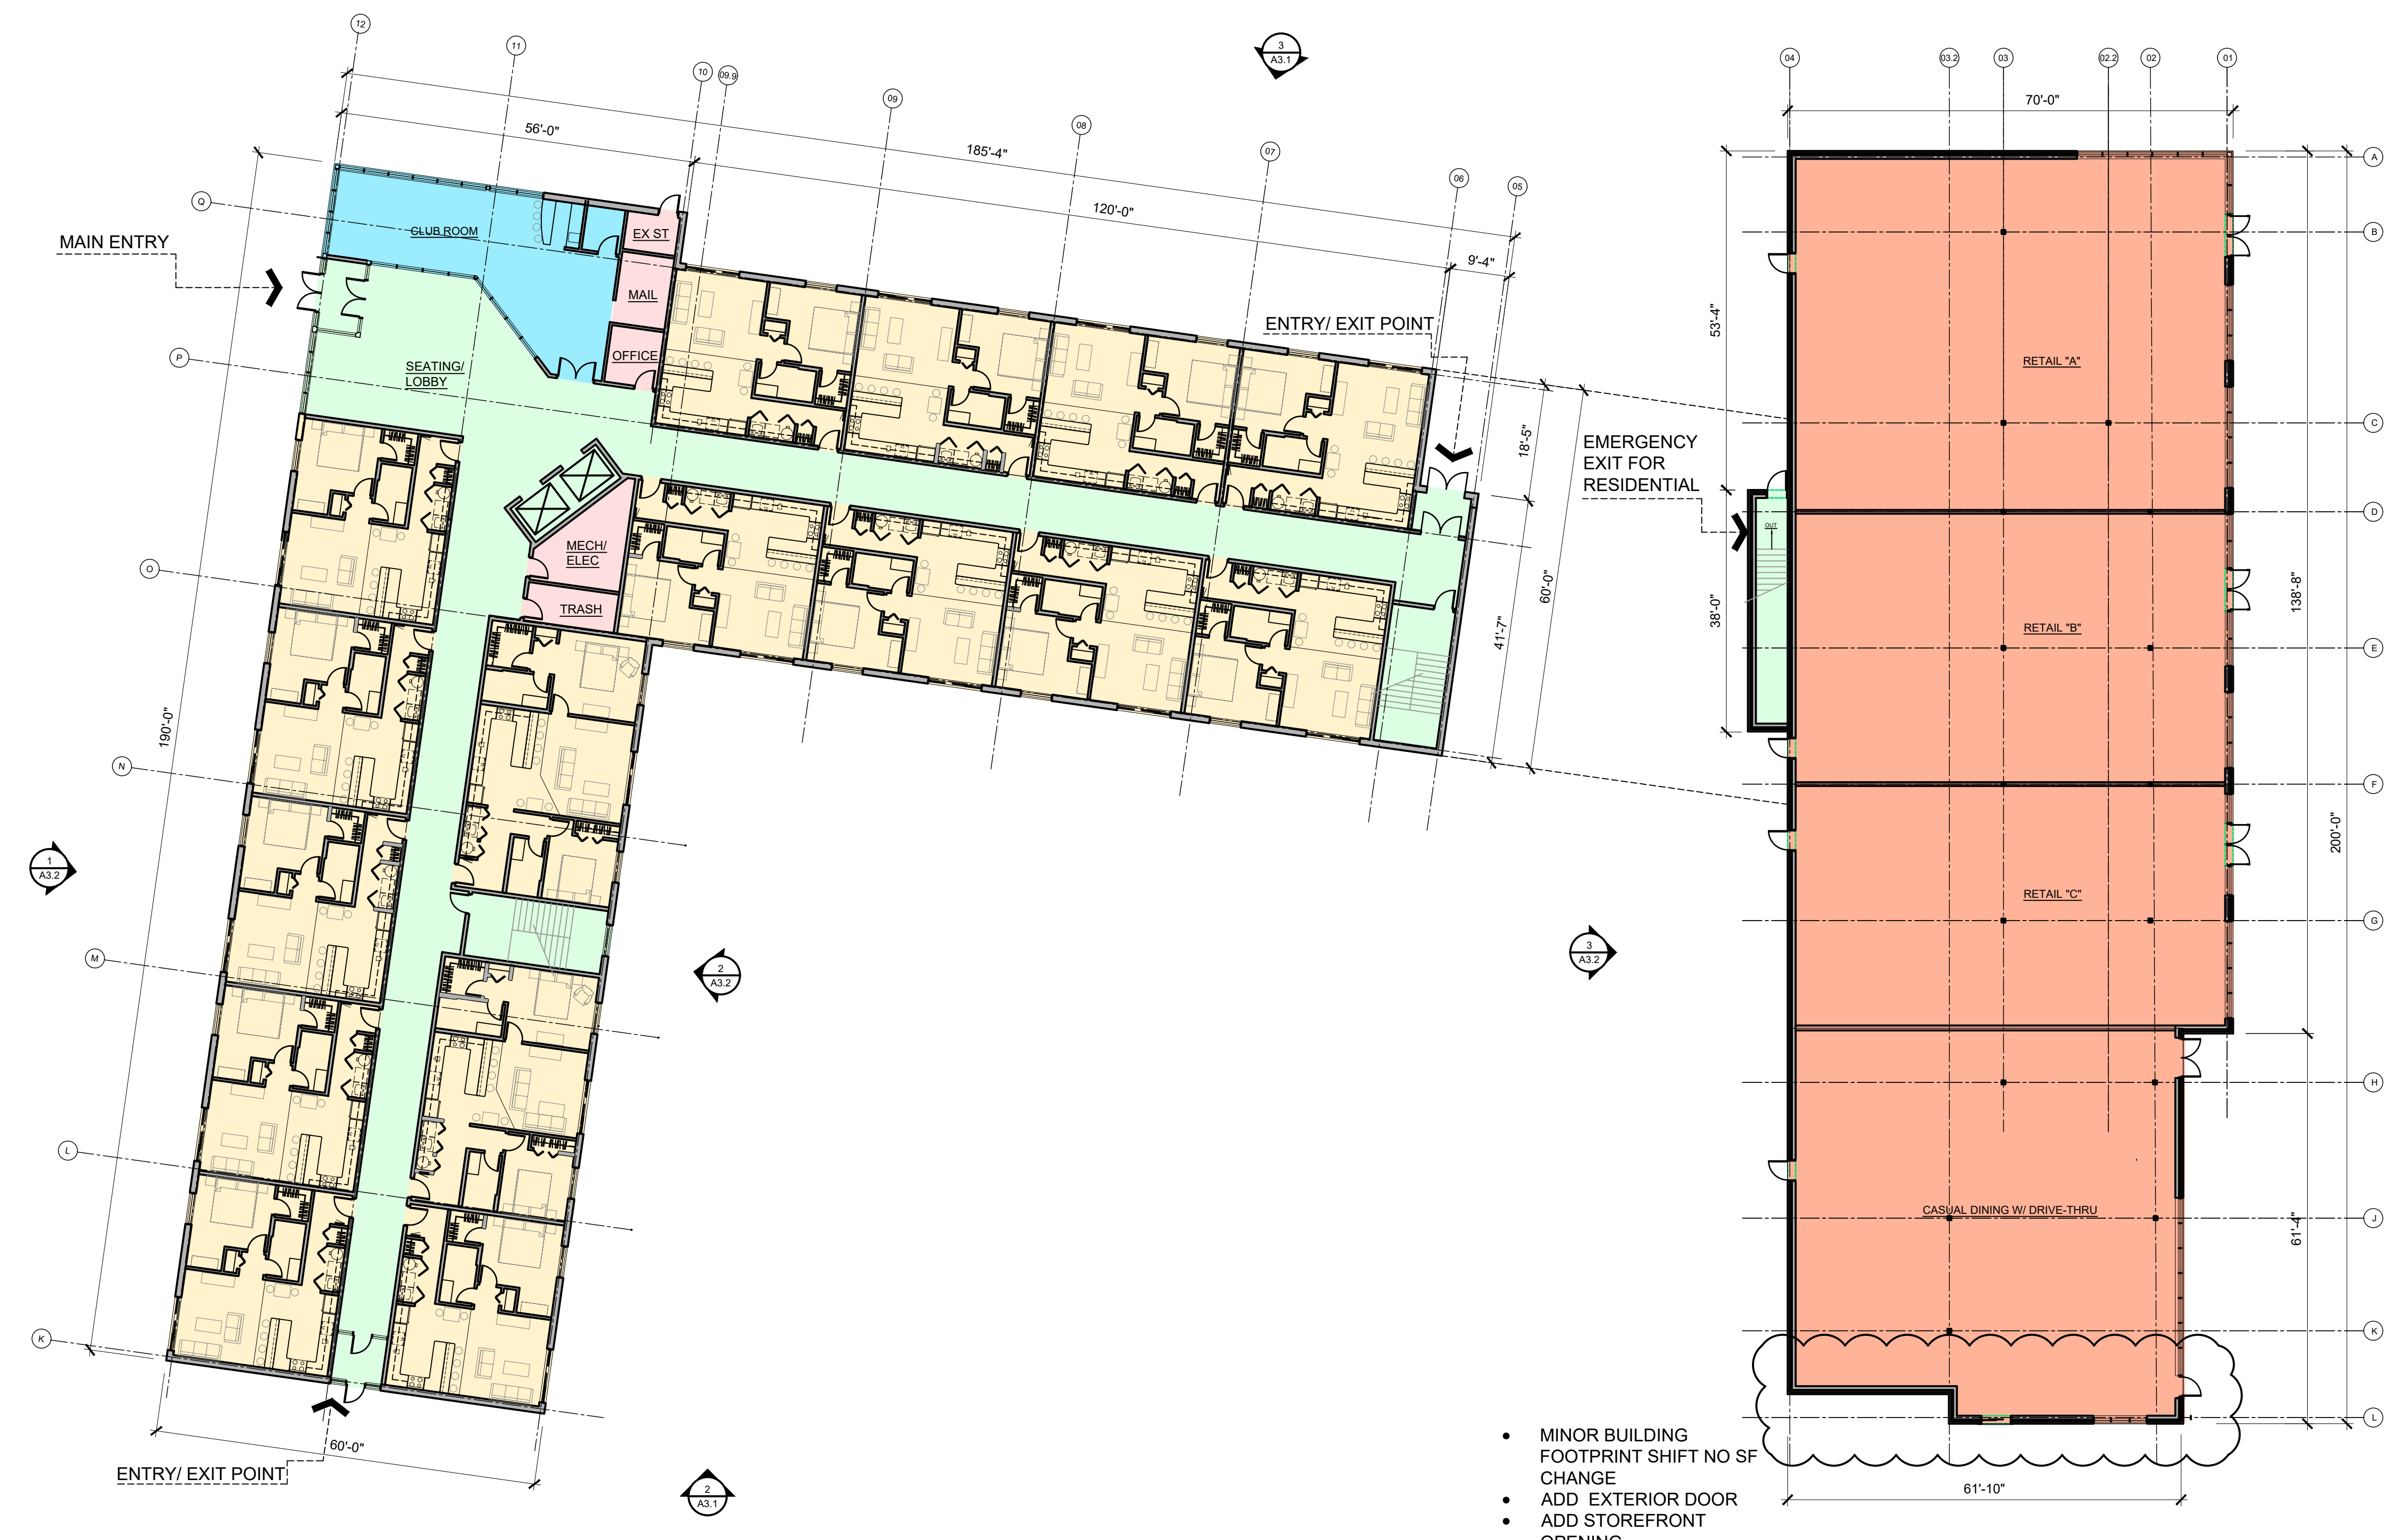 12
11
10
09.9
09
08
07
06
05
3
A3.1
04
03.2
03
02.2
02
01
70'-0"
56'-0"
185'-4"
120'-0"
9'-4"
Q
MAIN ENTRY
CLUB ROOM
EX ST
MAIL
OFFICE
P
SEATING/
LOBBY
ENTRY/ EXIT POINT
18'-5"
60'-0"
41'-7"
EMERGENCY
EXIT FOR
RESIDENTIAL
53'-4"
38'-0"
OUT
A
B
RETAIL "A"
C
D
138'-8"
RETAIL "B"
E
F
200'-0"
RETAIL "C"
G
H
CASUAL DINING W/ DRIVE-THRU
61'-4"
J
K
L
61'-10"
O
MECH/
ELEC
TRASH
190'-0"
N
1
A3.2
M
2
A3.2
3
A3.2
L
K
60'-0"
ENTRY/ EXIT POINT
2
A3.1
• MINOR BUILDING
FOOTPRINT SHIFT NO SF
CHANGE
• ADD EXTERIOR DOOR
• ADD STOREFRONT
OPENING